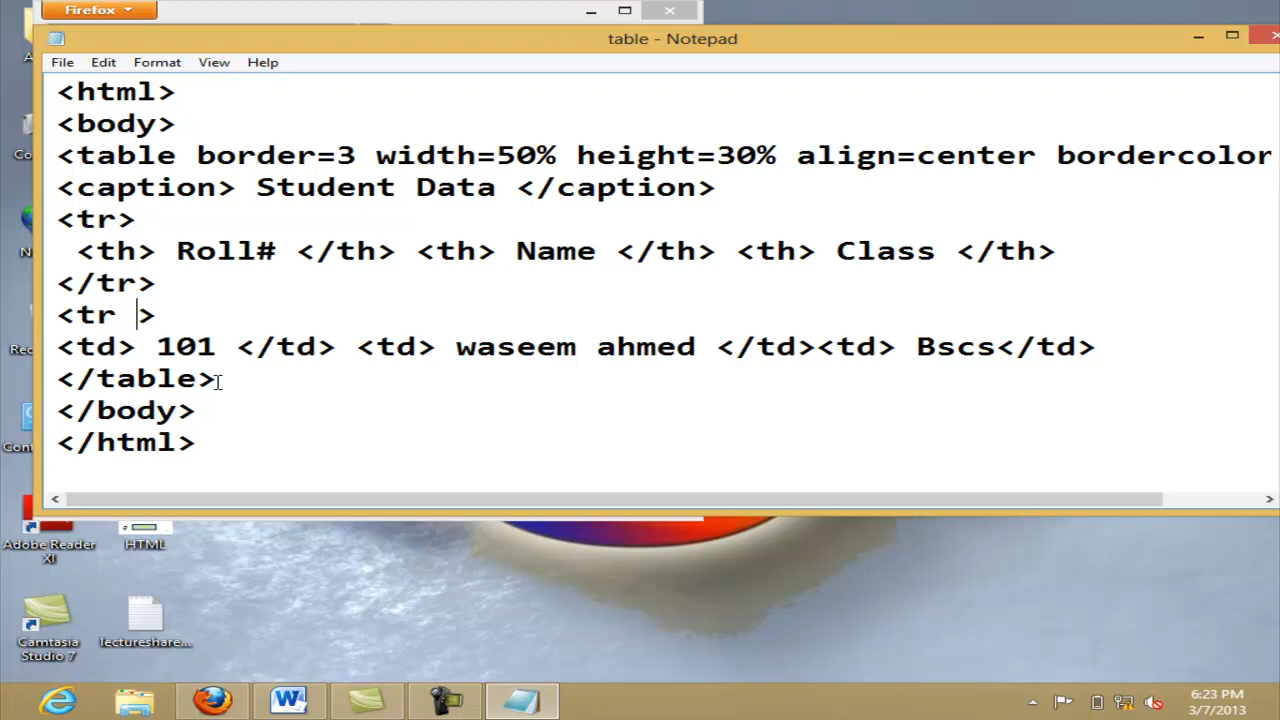 Firefox
table - Notepad
File Edit Format View Help
<html>
<body>
<table border=3 width=50% height=30% align=center bordercolor
<caption> Student Data </caption>
<tr>
<th> Roll# </th> <th> Name </th> <th> Class </th>
</tr>
<tr >
<td> 101 </td> <td> waseem ahmed </td><td> Bscs</td>
</table>
</body>
</html>
Adobe Reader XI
HTML
Camtasia Studio 7
lectureshare...
6:23 PM
3/7/2013